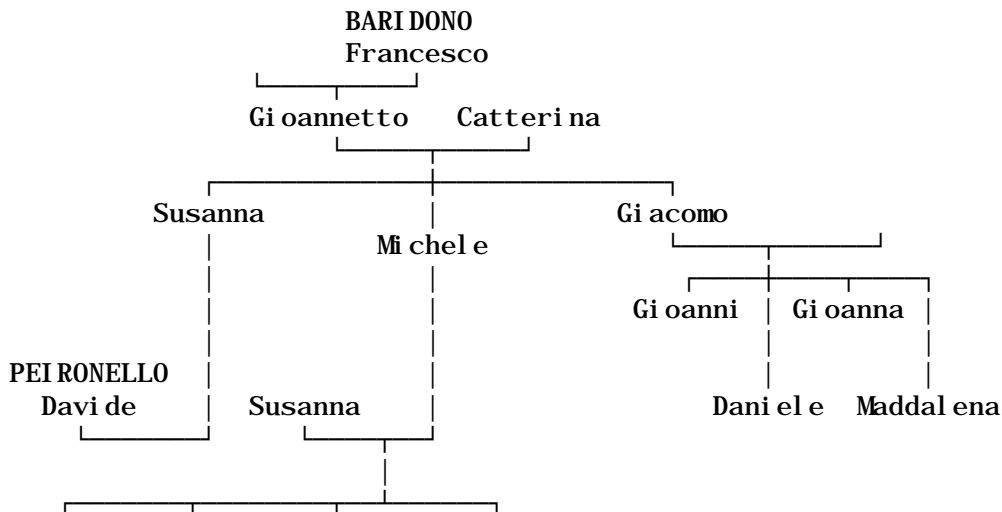 BARIDONO
Francesco
Gioannetto Catterina
Susanna Giacomo
Michele
Gioanni Gioanna
PEIRONELLO
Davide Susanna Daniele Maddalena